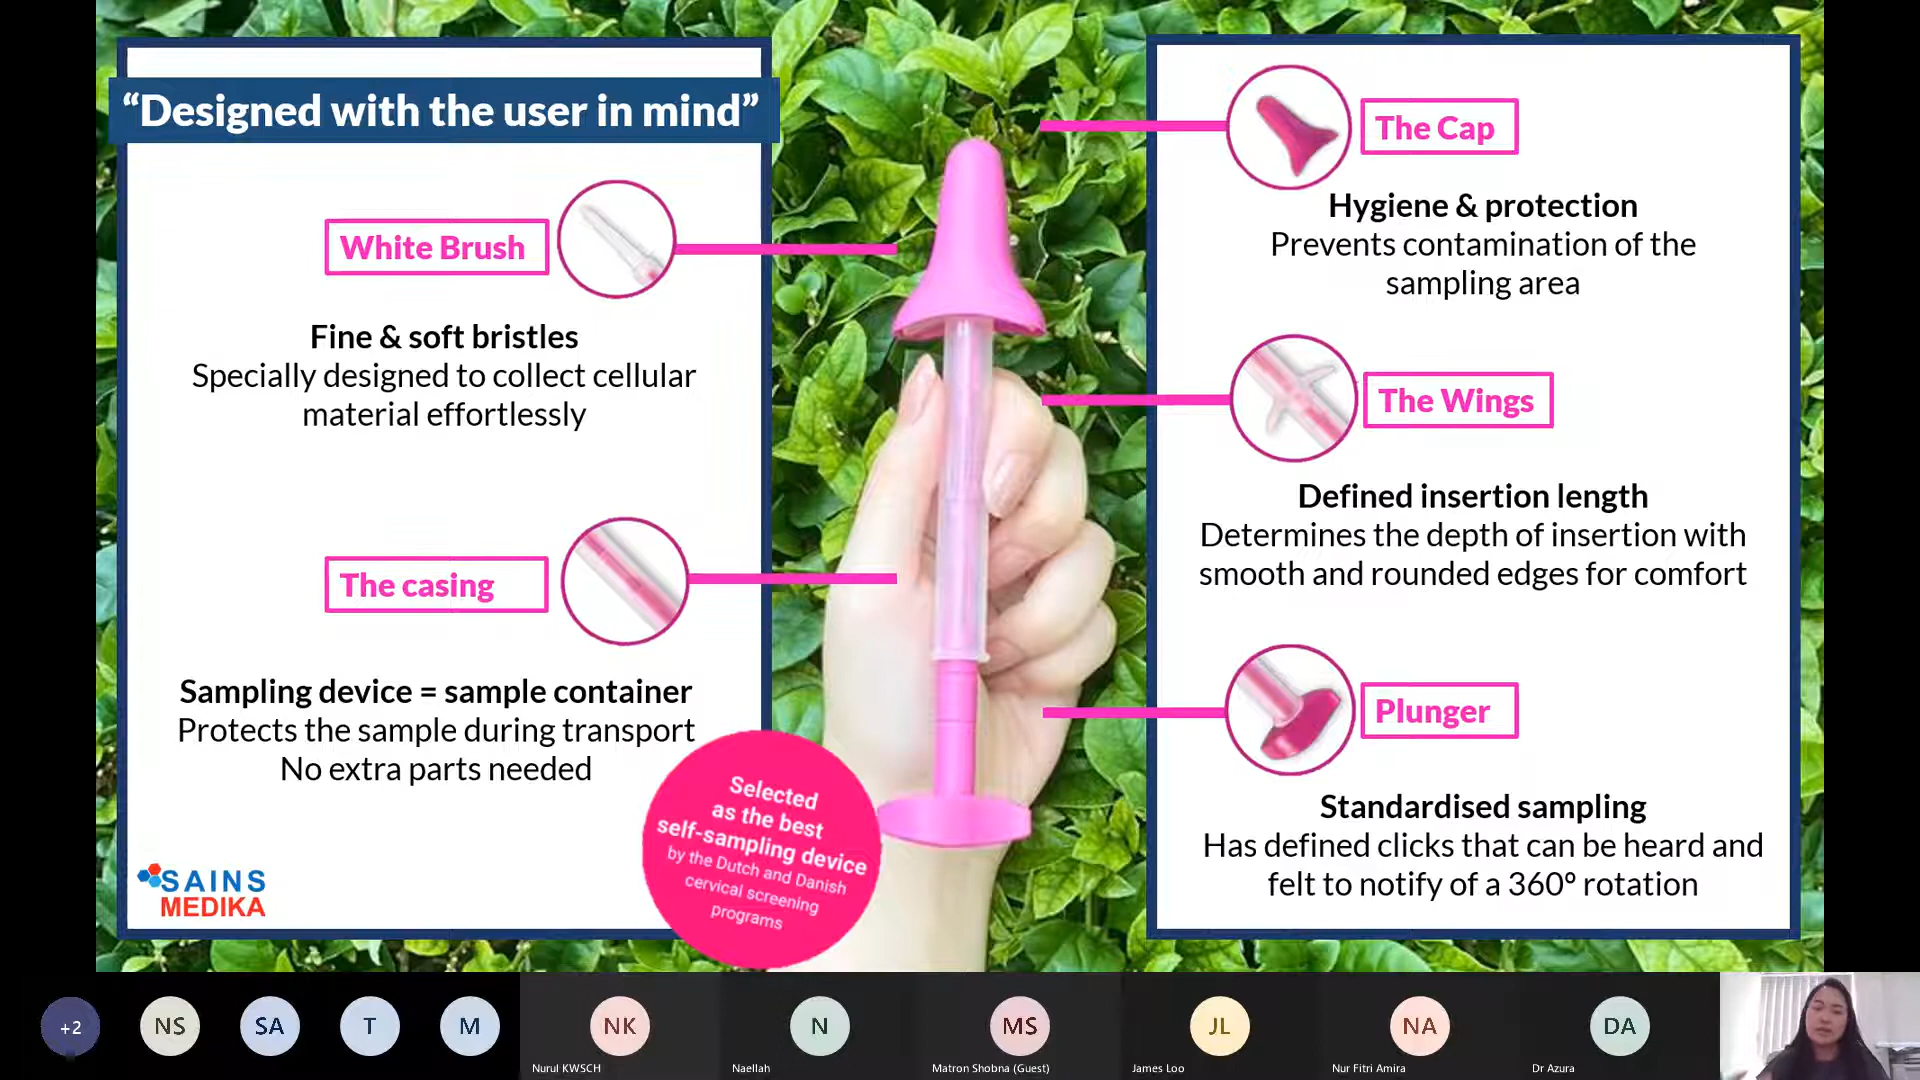 “Designed with the user in mind”
White Brush
Fine & soft bristles
Specially designed to collect cellular
material effortlessly
The casing
Sampling device = sample container
Protects the sample during transport
No extra parts needed
SAINS
MEDIKA
Selected
as the best
self-sampling device
by the Dutch and Danish
cervical screening
programs
The Cap
Hygiene & protection
Prevents contamination of the
sampling area
The Wings
Defined insertion length
Determines the depth of insertion with
smooth and rounded edges for comfort
Plunger
Standardised sampling
Has defined clicks that can be heard and
felt to notify of a 360º rotation
+2
NS
SA
T
M
NK
N
MS
JL
NA
DA
Nurul KWSCH
Naellah
Matron Shobna (Guest)
James Loo
Nur Fitri Amira
Dr Azura